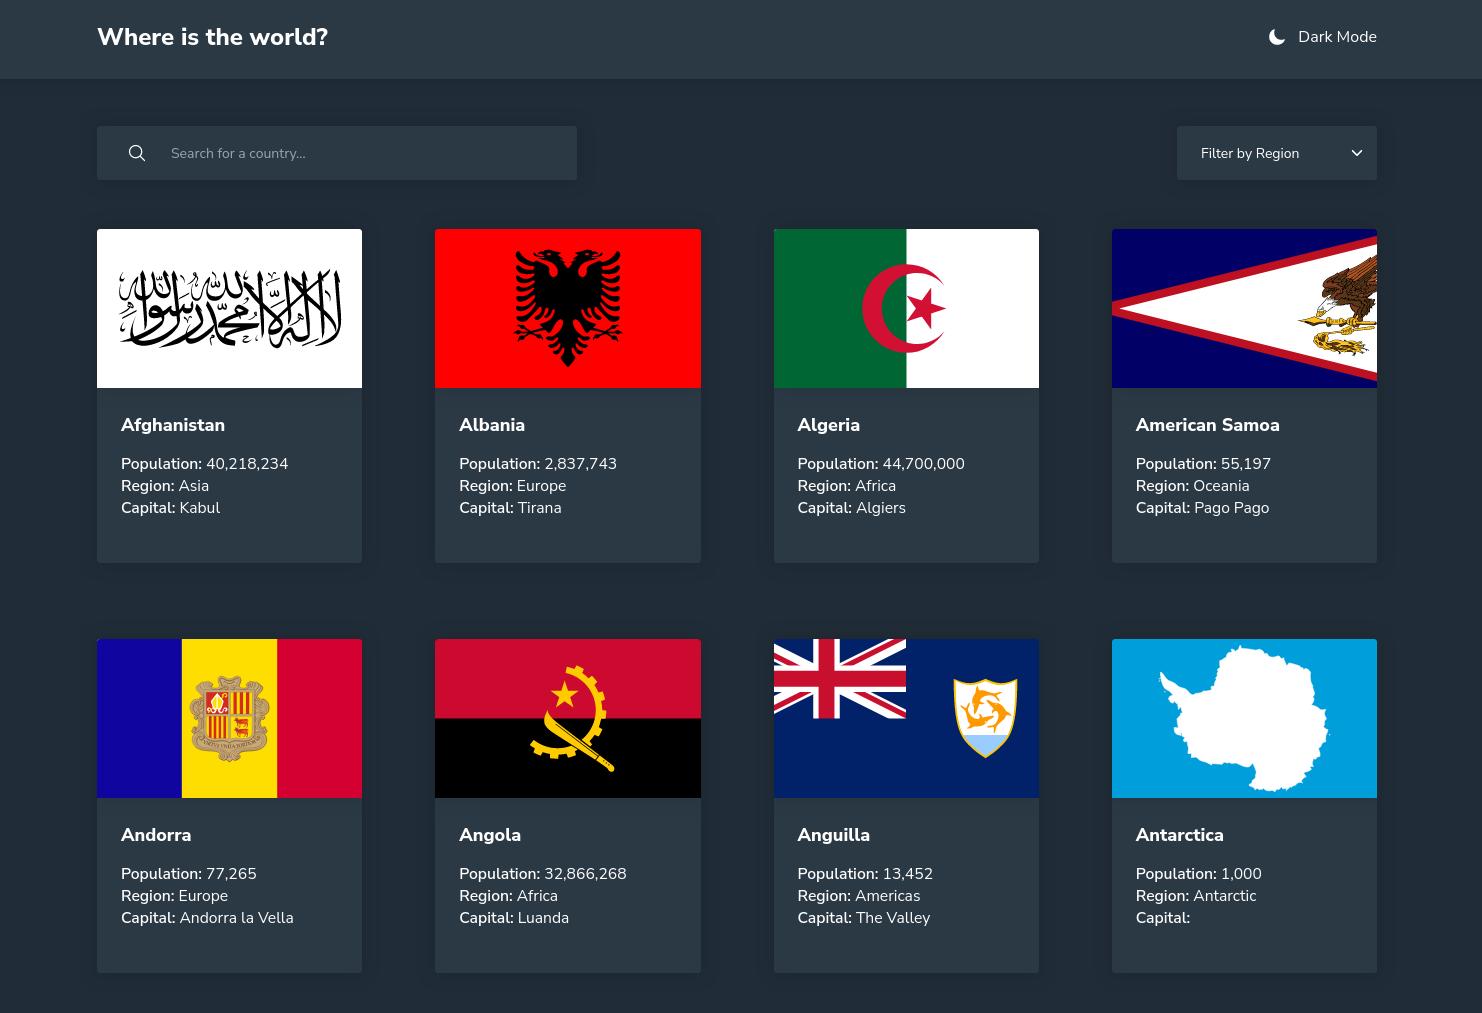 Where is the world?
Dark Mode
Search for a country...
Filter by Region
لا إله إلا الله محمد رسول الله
Afghanistan
Population: 40,218,234
Region: Asia
Capital: Kabul
Albania
Population: 2,837,743
Region: Europe
Capital: Tirana
Algeria
Population: 44,700,000
Region: Africa
Capital: Algiers
American Samoa
Population: 55,197
Region: Oceania
Capital: Pago Pago
Andorra
Population: 77,265
Region: Europe
Capital: Andorra la Vella
Angola
Population: 32,866,268
Region: Africa
Capital: Luanda
Anguilla
Population: 13,452
Region: Americas
Capital: The Valley
Antarctica
Population: 1,000
Region: Antarctic
Capital: